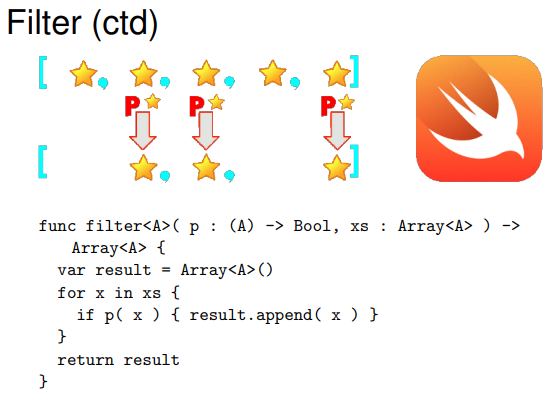 Filter (ctd)
[ , , , , ]
P P P
[ , , ]
func filter<A>( p : (A) -> Bool, xs : Array<A> ) ->
Array<A> {
var result = Array<A>()
for x in xs {
if p( x ) { result.append( x ) }
}
return result
}